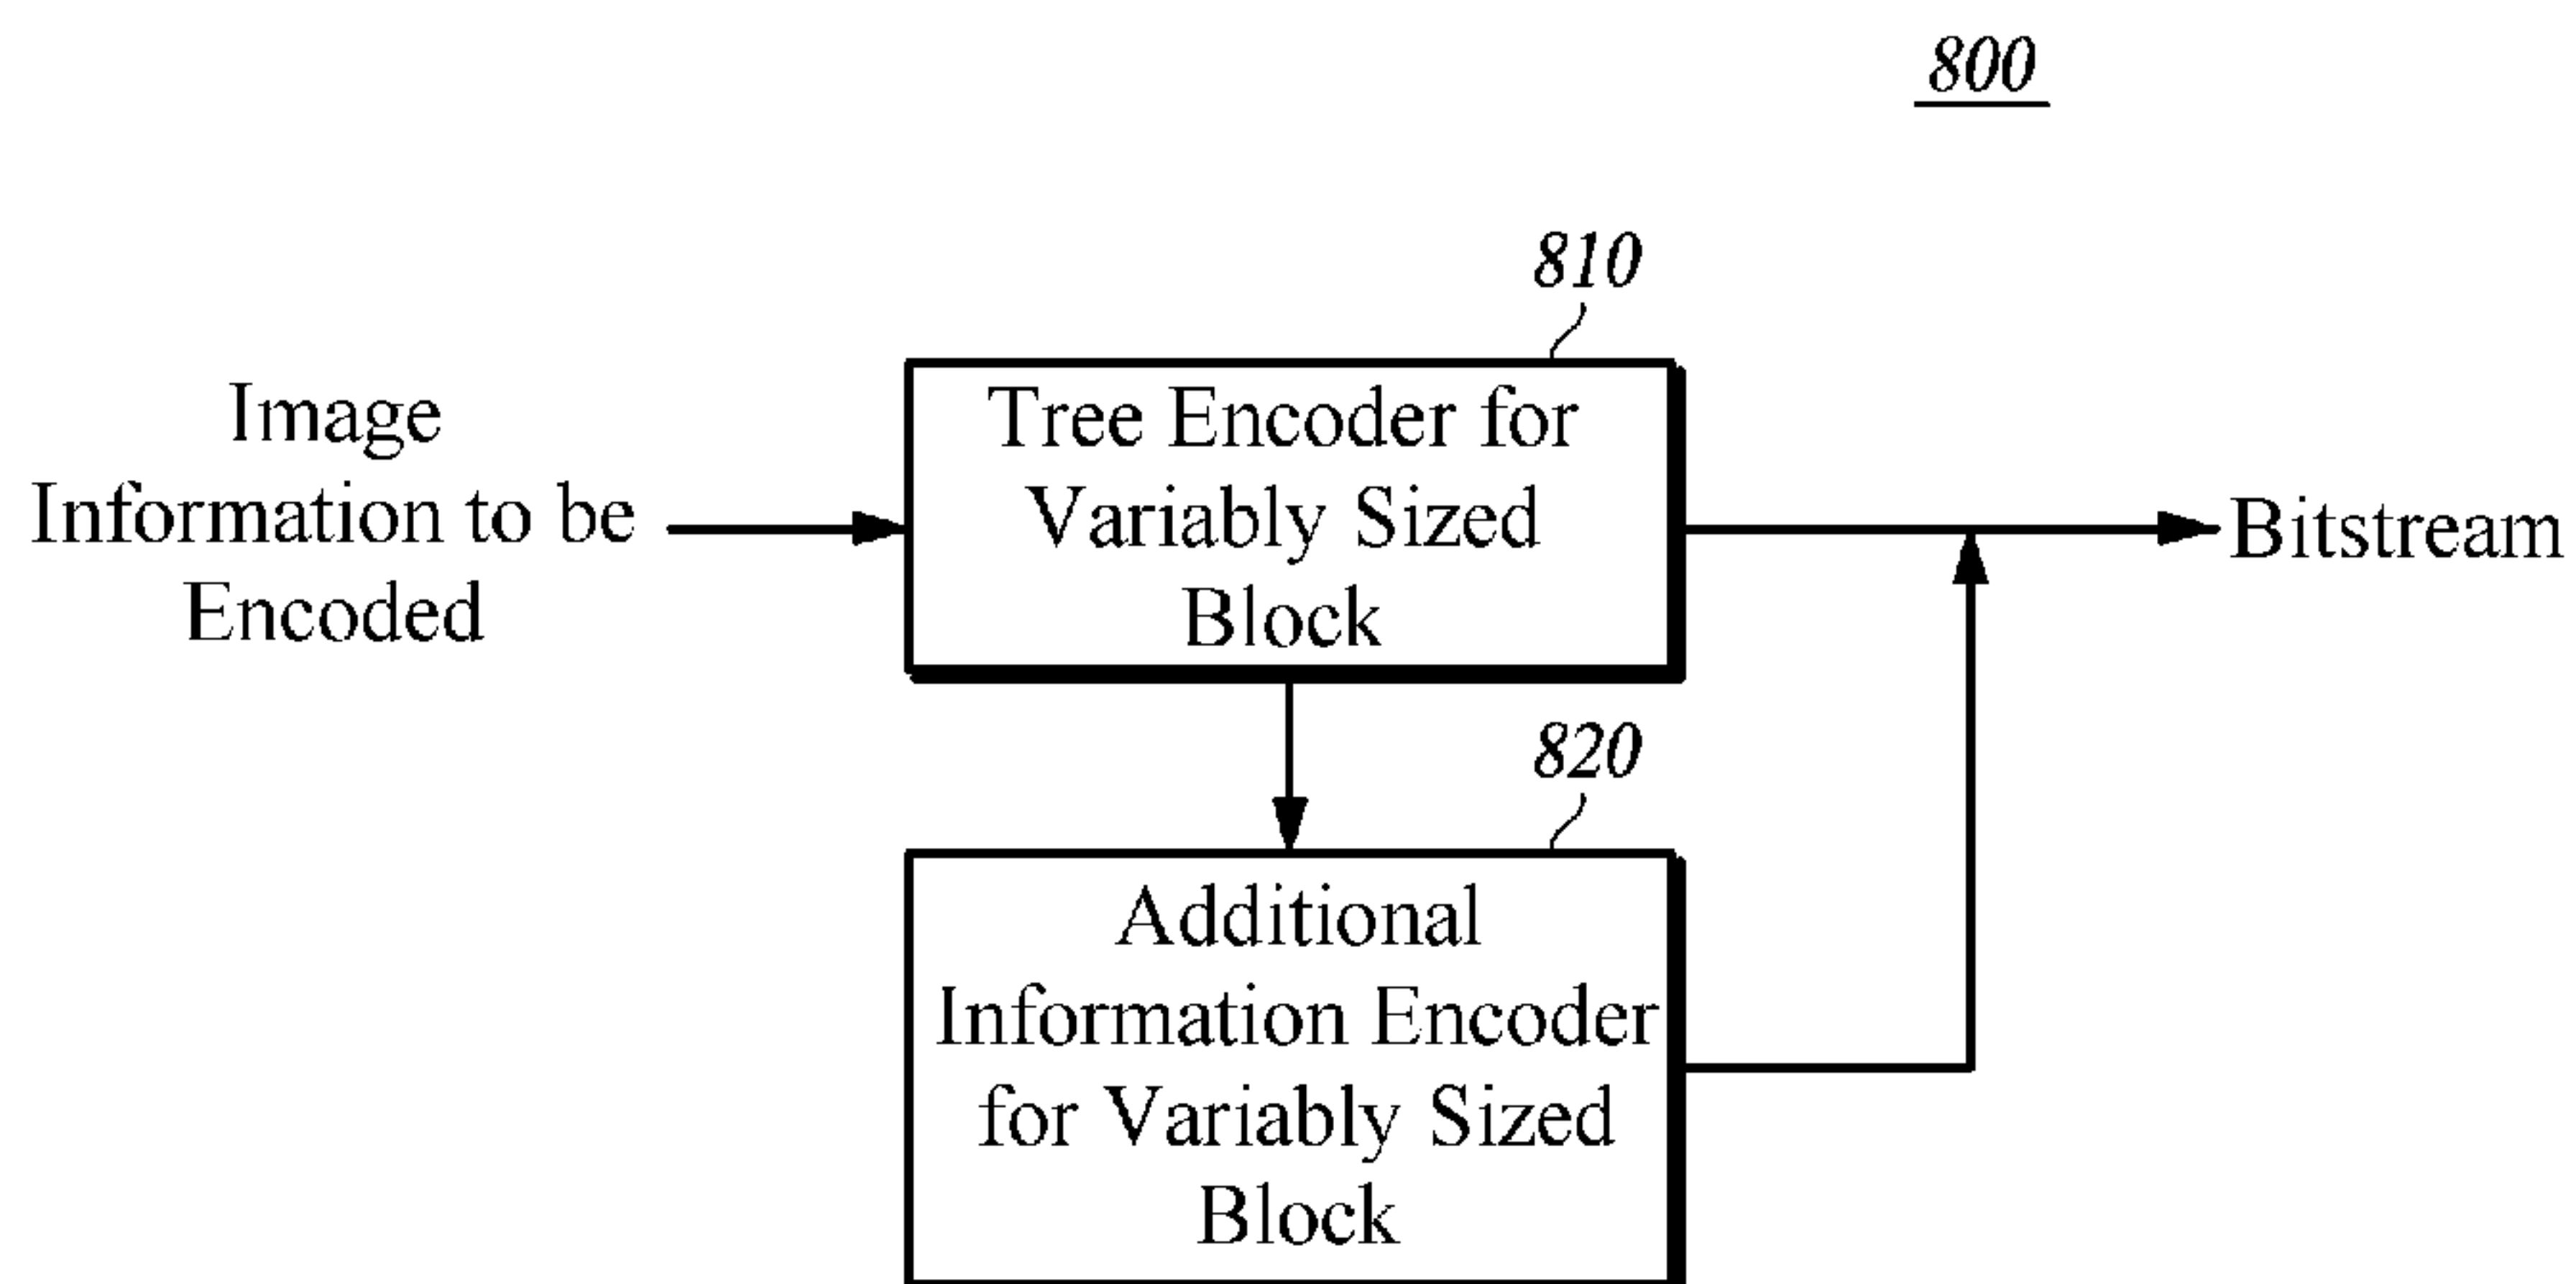 800
810
Tree Encoder for
Variably Sized
Block
Image
Information to be
Encoded
Bitstream
820
Additional
Information Encoder
for Variably Sized
Block